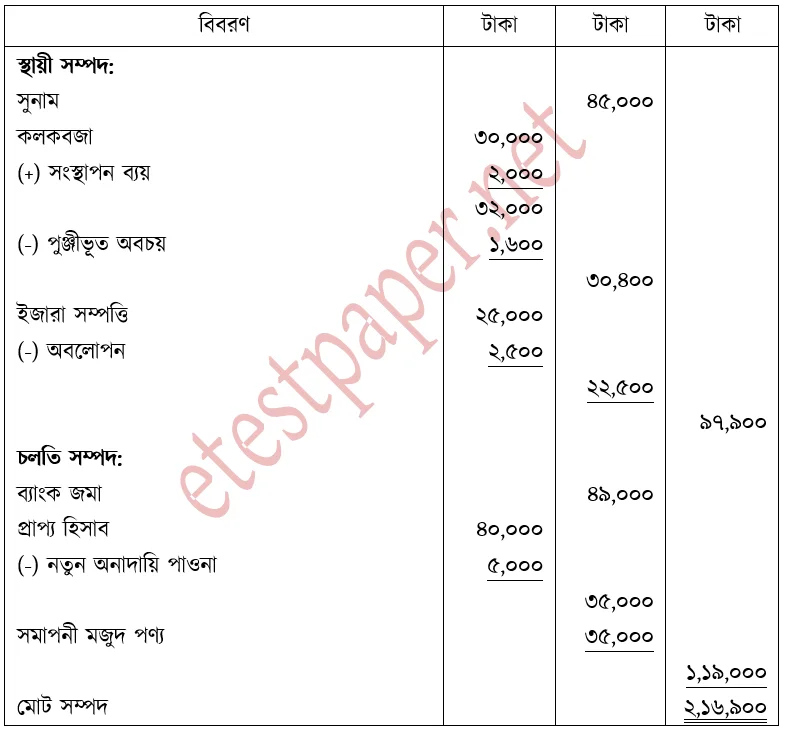 বিবরণ টাকা টাকা টাকা
স্থায়ী সম্পদ:
সুনাম ৪৫,০০০
কলকবজা ৩০,০০০
(+) সংস্থাপন ব্যয় ২,০০০
৩২,০০০
(-) পুঞ্জীভূত অবচয় ১,৬০০
৩০,৪০০
ইজারা সম্পত্তি ২৫,০০০
(-) অবলোপন ২,৫০০
২২,৫০০
৯৭,৯০০
চলতি সম্পদ:
ব্যাংক জমা ৪৯,০০০
প্রাপ্য হিসাব ৪০,০০০
(-) নতুন অনাদায়ি পাওনা ৫,০০০
৩৫,০০০
সমাপনী মজুদ পণ্য ৩৫,০০০
১,১৯,০০০
মোট সম্পদ ২,১৬,৯০০
etestpaper.net